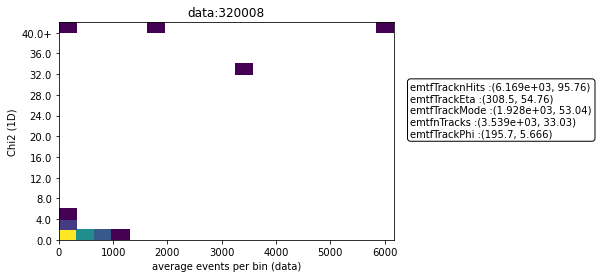 data:320008
40.0+
36.0
32.0
28.0
24.0
20.0
16.0
12.0
8.0
4.0
0.0
Chi2 (1D)
0 1000 2000 3000 4000 5000 6000
average events per bin (data)
emtfTracknHits :(6.169e+03, 95.76)
emtfTrackEta :(308.5, 54.76)
emtfTrackMode :(1.928e+03, 53.04)
emtfnTracks :(3.539e+03, 33.03)
emtfTrackPhi :(195.7, 5.666)